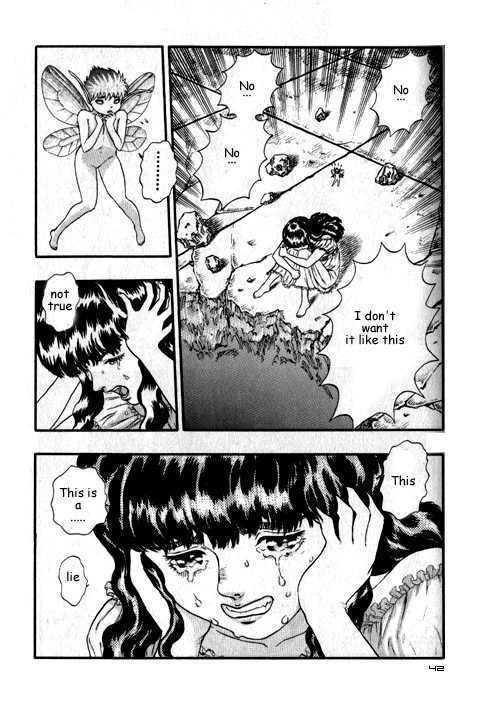 No
...
No
...
No
...
I don't
want
it like this
......
not
true
This
This is
a
.....
lie
42